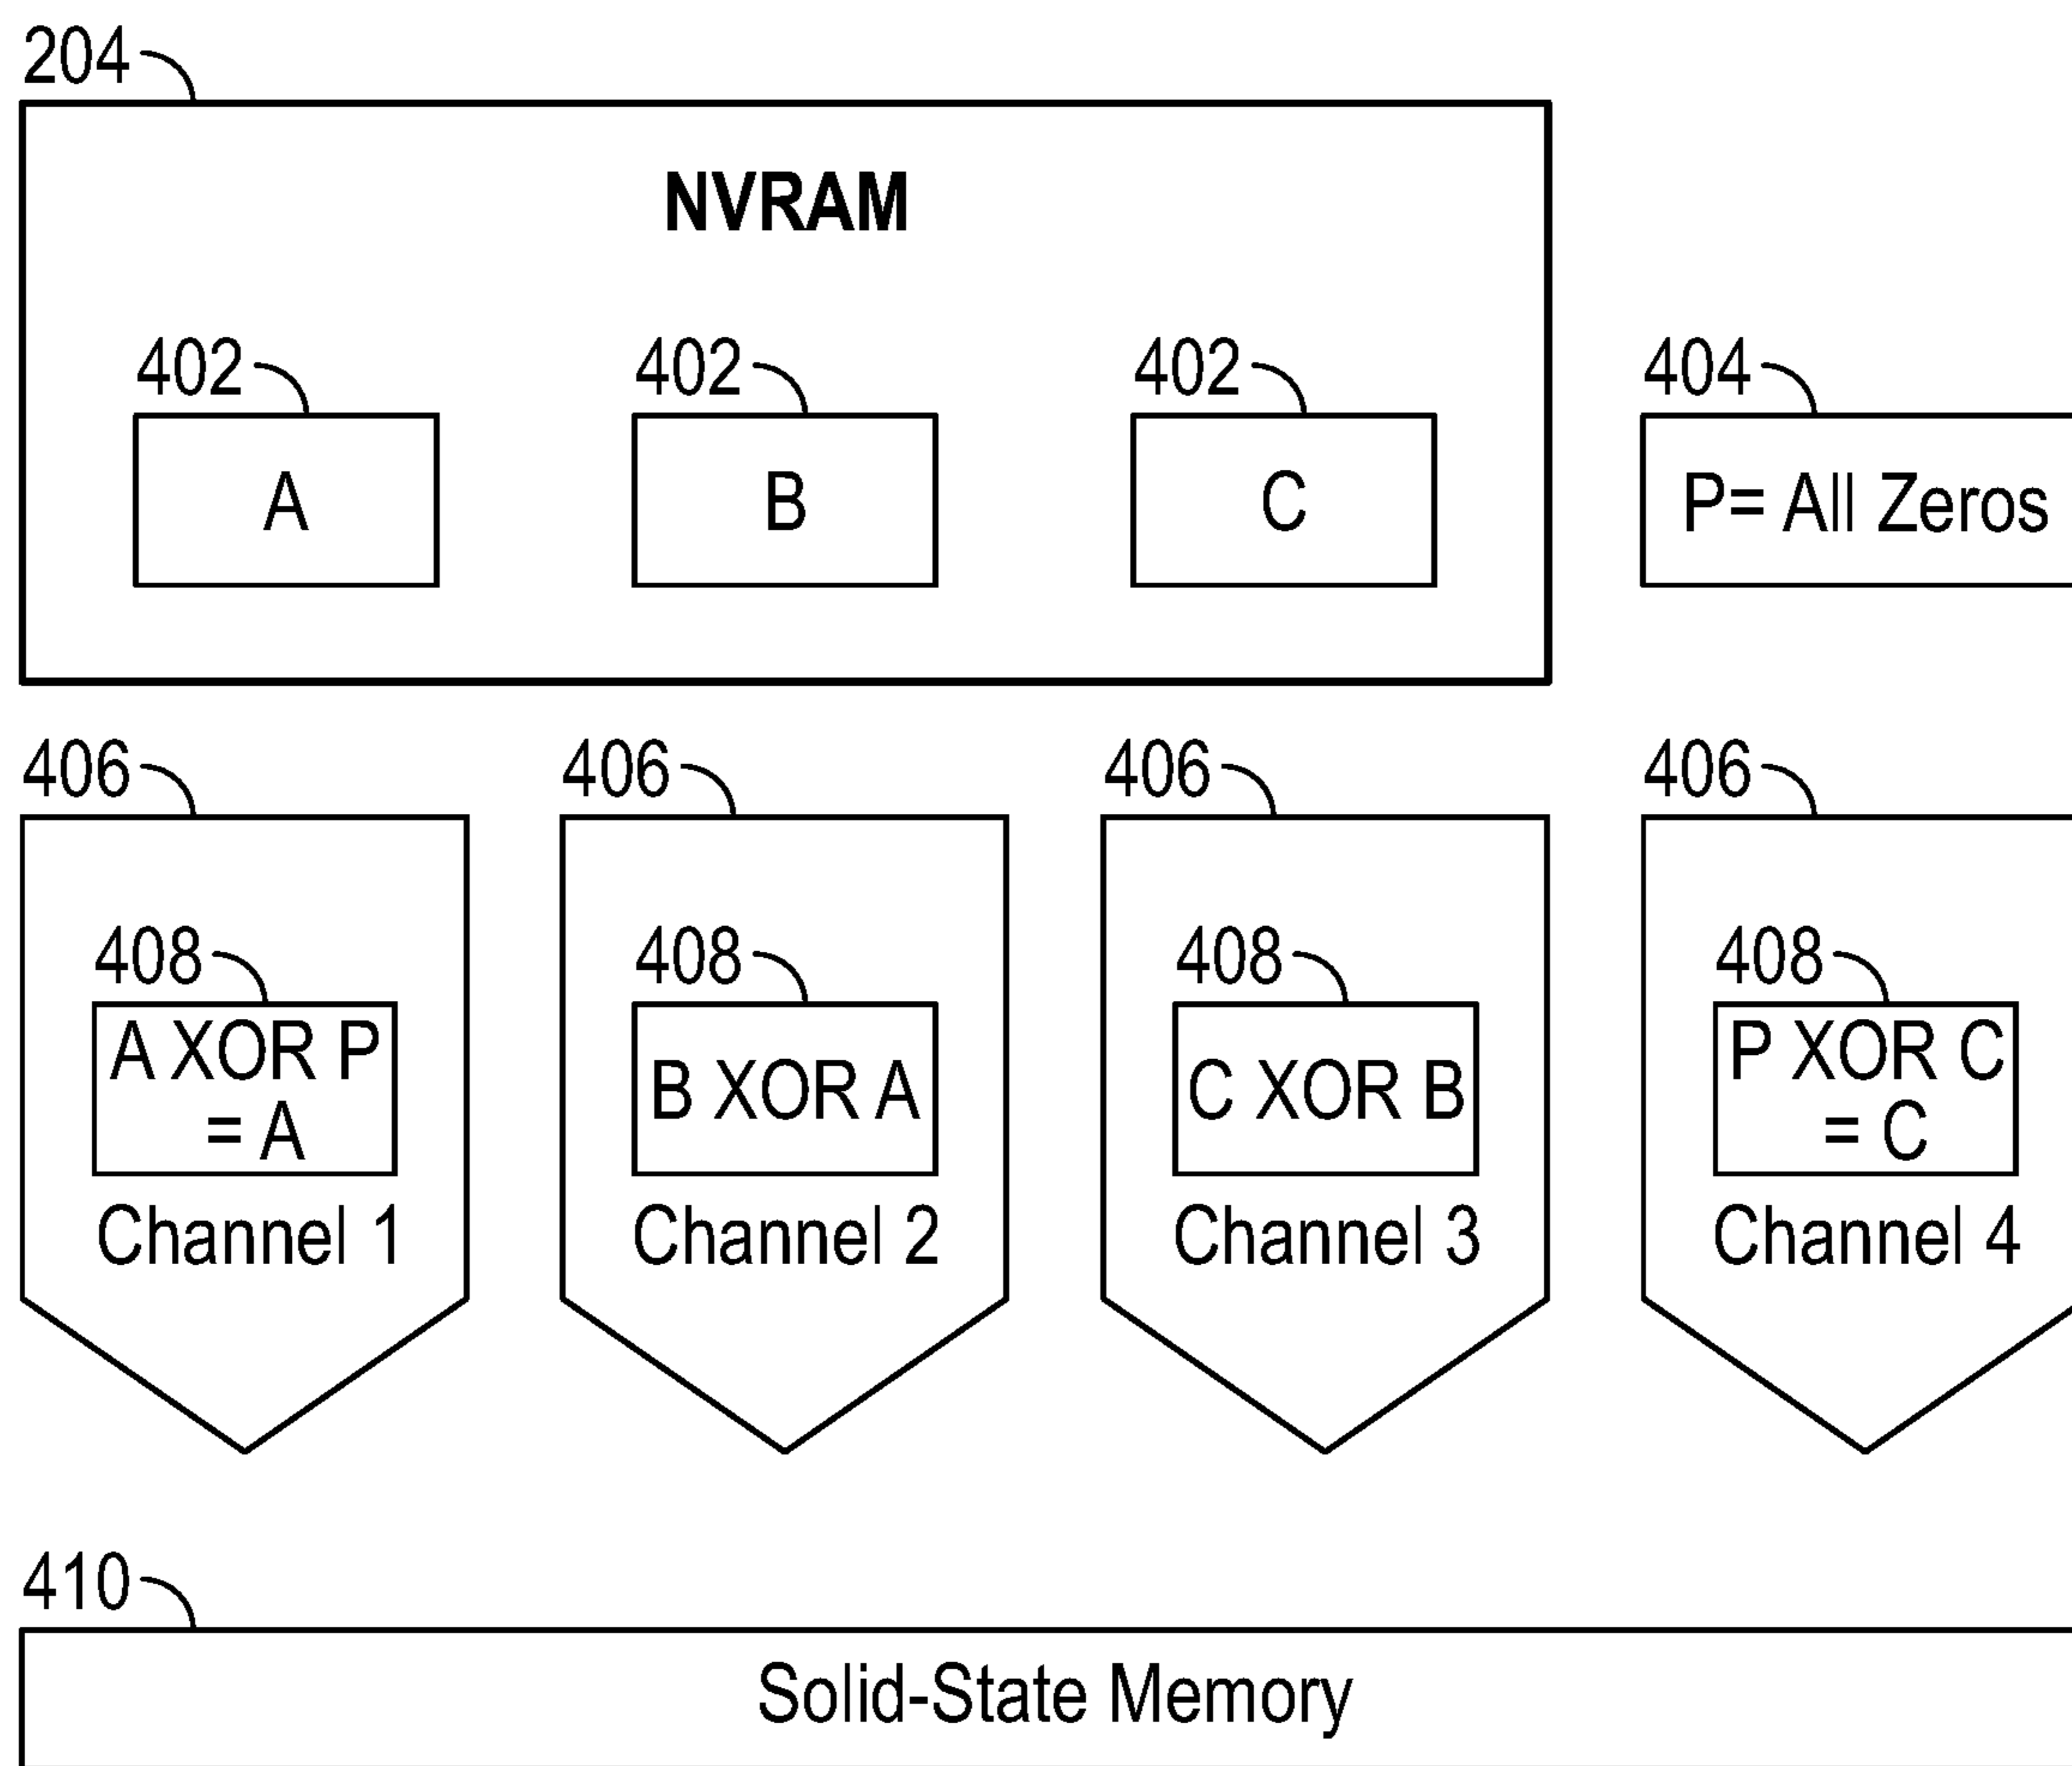 204
NVRAM
402 402 402 404
A B C P= All Zeros
406 406 406 406
408 408 408 408
A XOR P
= A
B XOR A
C XOR B
P XOR C
= C
Channel 1 Channel 2 Channel 3 Channel 4
410
Solid-State Memory